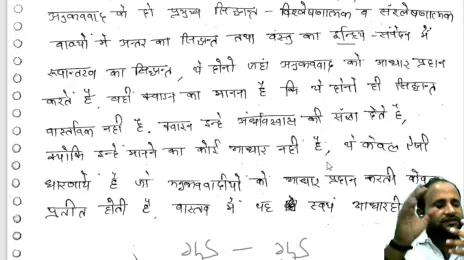 अनुभववाद के दो प्रमुख सिद्धान्त - विश्लेषणात्मक व संश्लेषणात्मक
वाक्यों में अन्तर का सिद्धान्त तथा वस्तु का इन्द्रिय - संवेदन में
रूपान्तरण का सिद्धान्त, ये दोनों जहां अनुभववाद को आधार प्रदान
करते है. वहीं क्वाइन का मानना है कि ये दोनों ही सिद्धान्त
वास्तविक नहीं है. क्वाइन इन्हे अंधविश्वास की संज्ञा देते है,
क्योंकि इन्हे मानने का कोई आधार नहीं है, ये केवल ऐसी
धारणायें है जो अनुभववादीयों को आधार प्रदान करती केवल
प्रतीत होती है. वास्तव में यह स्वयं